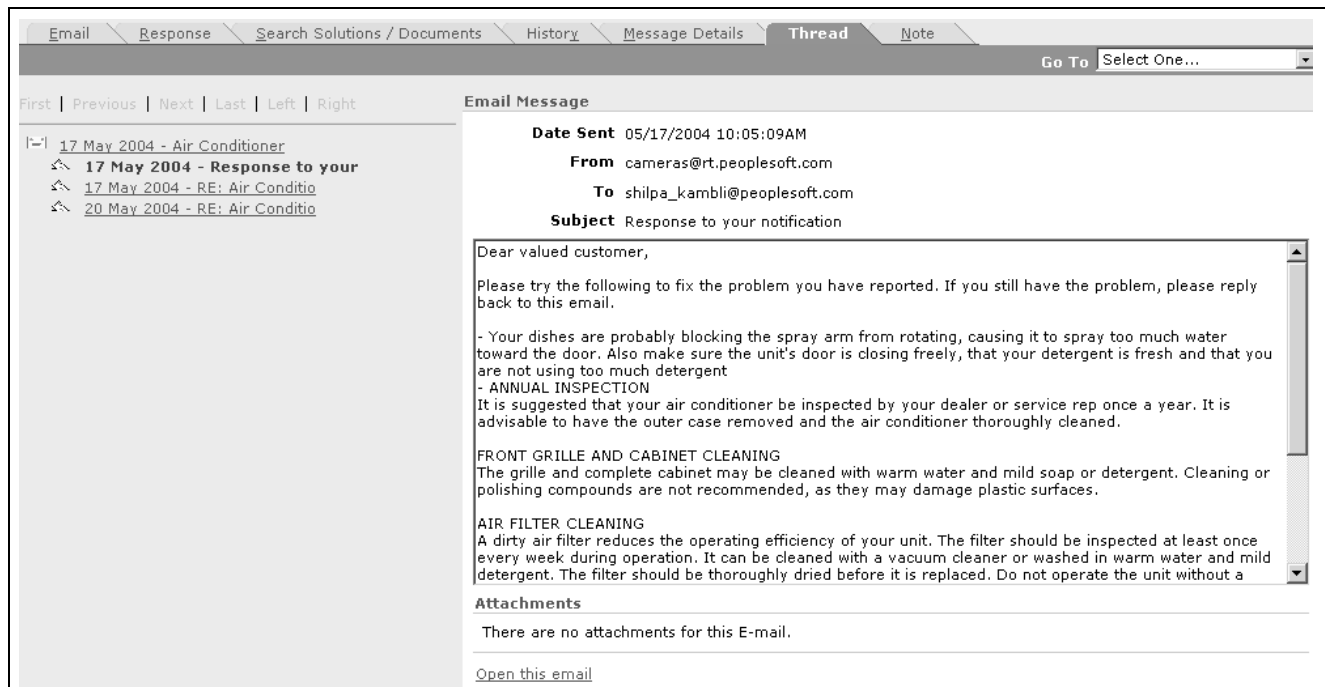 Email Response Search Solutions / Documents History Message Details Thread Note
Go To Select One...
First | Previous | Next | Last | Left | Right
17 May 2004 - Air Conditioner
17 May 2004 - Response to your
17 May 2004 - RE: Air Conditio
20 May 2004 - RE: Air Conditio
Email Message
Date Sent 05/17/2004 10:05:09AM
From cameras@rt.peoplesoft.com
To shilpa_kambli@peoplesoft.com
Subject Response to your notification
Dear valued customer,
Please try the following to fix the problem you have reported. If you still have the problem, please reply
back to this email.
- Your dishes are probably blocking the spray arm from rotating, causing it to spray too much water
toward the door. Also make sure the unit's door is closing freely, that your detergent is fresh and that you
are not using too much detergent
- ANNUAL INSPECTION
It is suggested that your air conditioner be inspected by your dealer or service rep once a year. It is
advisable to have the outer case removed and the air conditioner thoroughly cleaned.
FRONT GRILLE AND CABINET CLEANING
The grille and complete cabinet may be cleaned with warm water and mild soap or detergent. Cleaning or
polishing compounds are not recommended, as they may damage plastic surfaces.
AIR FILTER CLEANING
A dirty air filter reduces the operating efficiency of your unit. The filter should be inspected at least once
every week during operation. It can be cleaned with a vacuum cleaner or washed in warm water and mild
detergent. The filter should be thoroughly dried before it is replaced. Do not operate the unit without a
Attachments
There are no attachments for this E-mail.
Open this email